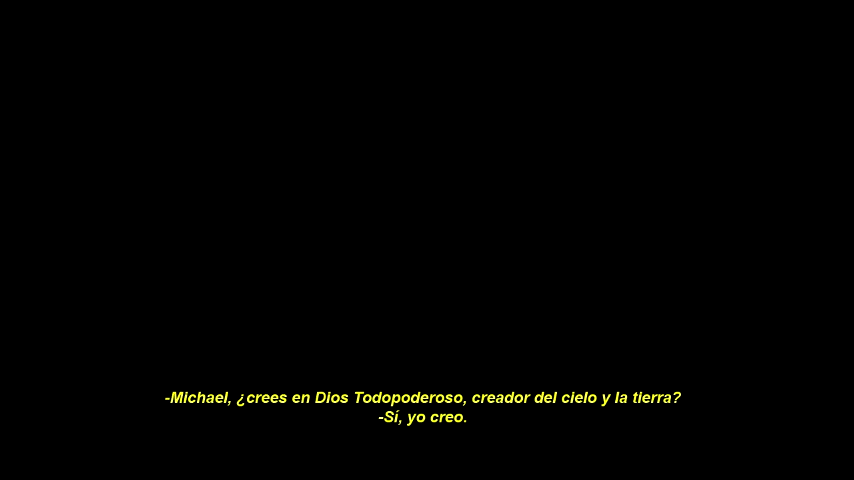 -Michael, ¿crees en Dios Todopoderoso, creador del cielo y la tierra?
-Sí, yo creo.